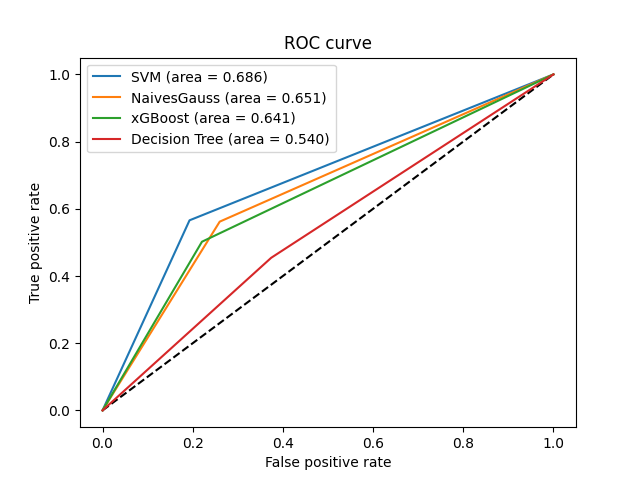 ROC curve
SVM (area = 0.686)
NaivesGauss (area = 0.651)
xGBoost (area = 0.641)
Decision Tree (area = 0.540)
1.0
0.8
0.6
0.4
0.2
0.0
True positive rate
0.0 0.2 0.4 0.6 0.8 1.0
False positive rate